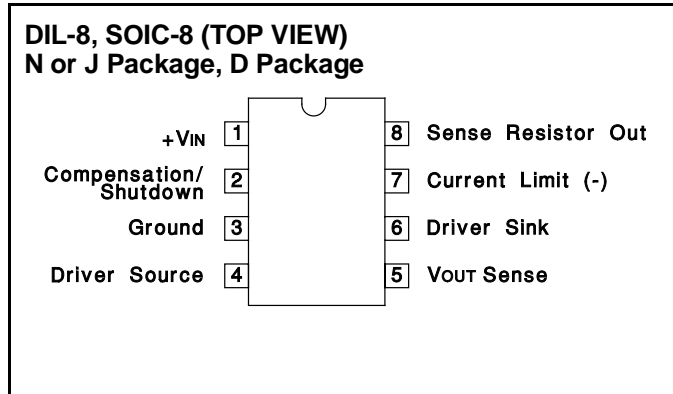 DIL-8, SOIC-8 (TOP VIEW)
N or J Package, D Package
+VIN 1
8 Sense Resistor Out
Compensation/
Shutdown 2
7 Current Limit (-)
Ground 3
6 Driver Sink
Driver Source 4
5 VOUT Sense